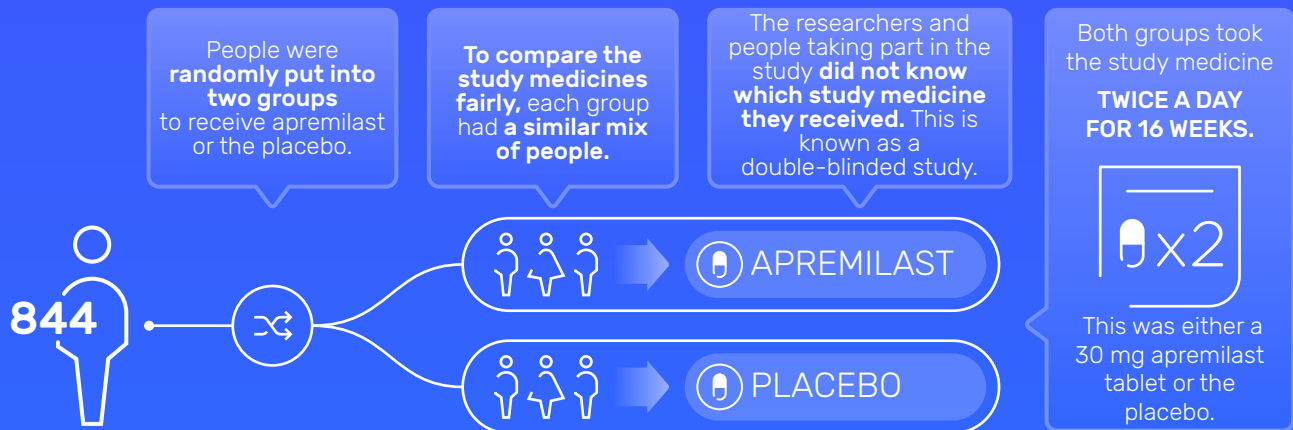 People were
randomly put into
two groups
to receive apremilast
or the placebo.
To compare the
study medicines
fairly, each group
had a similar mix
of people.
The researchers and
people taking part in the
study did not know
which study medicine
they received. This is
known as a
double-blinded study.
Both groups took
the study medicine
TWICE A DAY
FOR 16 WEEKS.
x2
This was either a
30 mg apremilast
tablet or the
placebo.
844
APREMILAST
PLACEBO